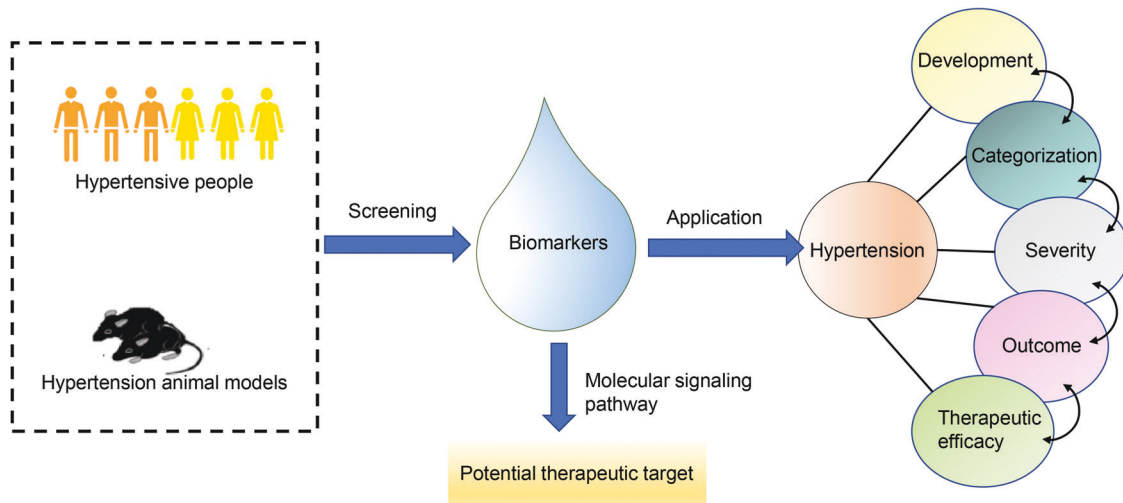 Hypertensive people
Hypertension animal models
Screening
Biomarkers
Molecular signaling
pathway
Potential therapeutic target
Application
Hypertension
Development
Categorization
Severity
Outcome
Therapeutic
efficacy